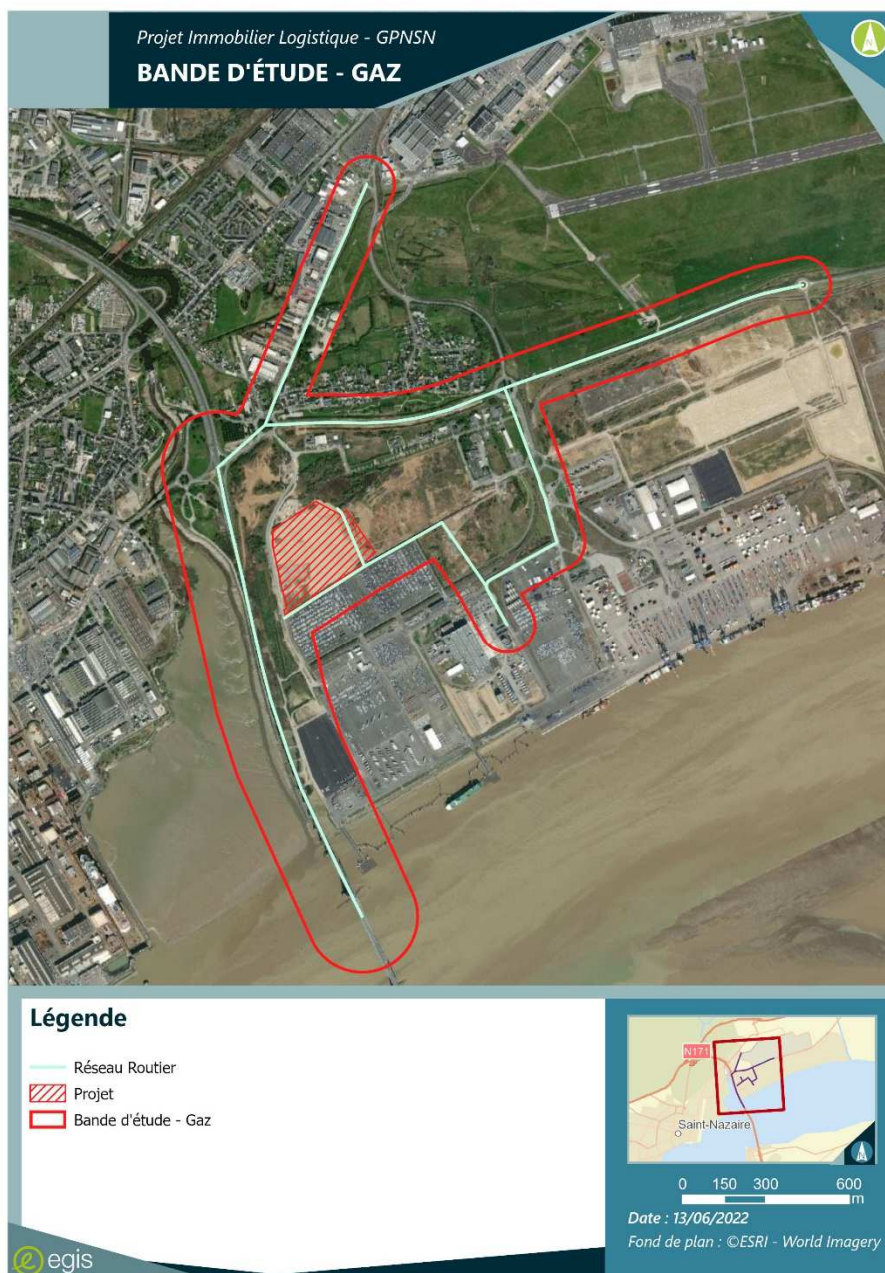 Projet Immobilier Logistique - GPNSN
BANDE D'ÉTUDE - GAZ
N
Légende
Réseau Routier
Projet
Bande d'étude - Gaz
N171
Saint-Nazaire
0 150 300 600
m
Date : 13/06/2022
Fond de plan : ©ESRI - World Imagery
egis